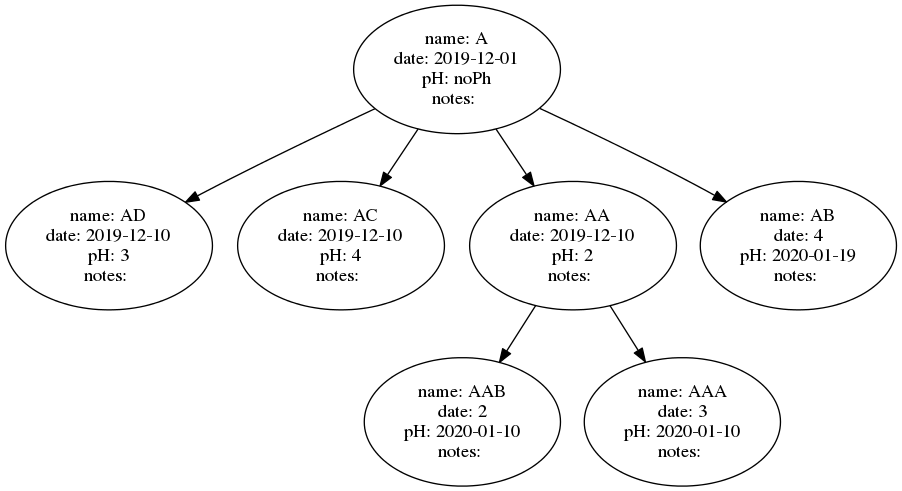 name: A
date: 2019-12-01
pH: noPh
notes:
name: AD
date: 2019-12-10
pH: 3
notes:
name: AC
date: 2019-12-10
pH: 4
notes:
name: AA
date: 2019-12-10
pH: 2
notes:
name: AB
date: 4
pH: 2020-01-19
notes:
name: AAB
date: 2
pH: 2020-01-10
notes:
name: AAA
date: 3
pH: 2020-01-10
notes: